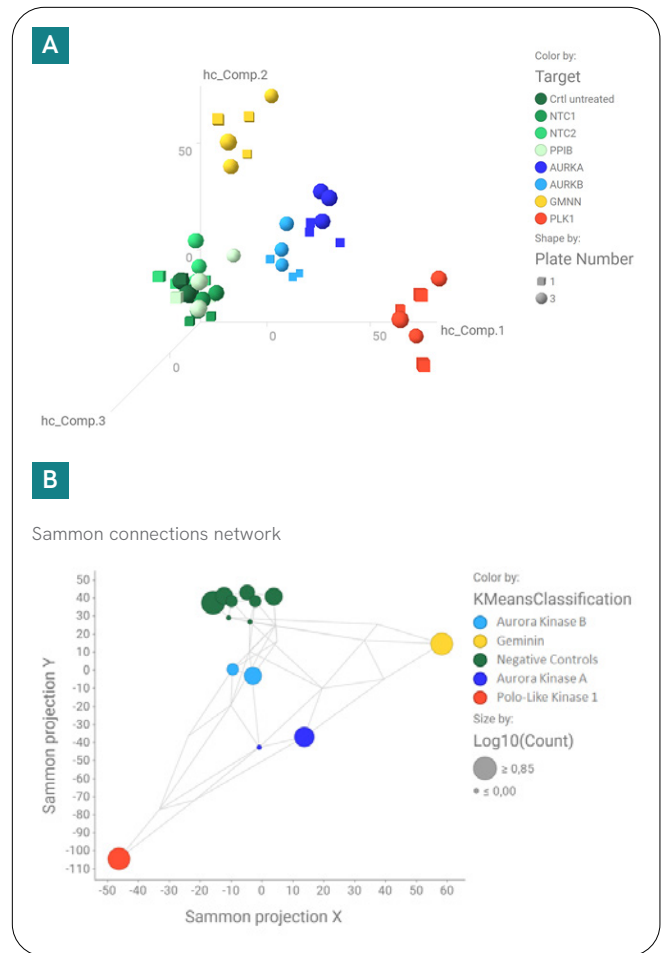 A
hc_Comp.2
50
0
0
50
hc_Comp.1
0
hc_Comp.3
Color by:
Target
Crtl untreated
NTC1
NTC2
PPIB
AURKA
AURKB
GMNN
PLK1
Shape by:
Plate Number
1
3
B
Sammon connections network
Sammon projection Y
50
40
30
20
10
0
-10
-20
-30
-40
-50
-60
-70
-80
-90
-100
-110
-50 -40 -30 -20 -10 0 10 20 30 40 50 60
Sammon projection X
Color by:
KMeansClassification
Aurora Kinase B
Geminin
Negative Controls
Aurora Kinase A
Polo-Like Kinase 1
Size by:
Log10(Count)
≥ 0,85
≤ 0,00